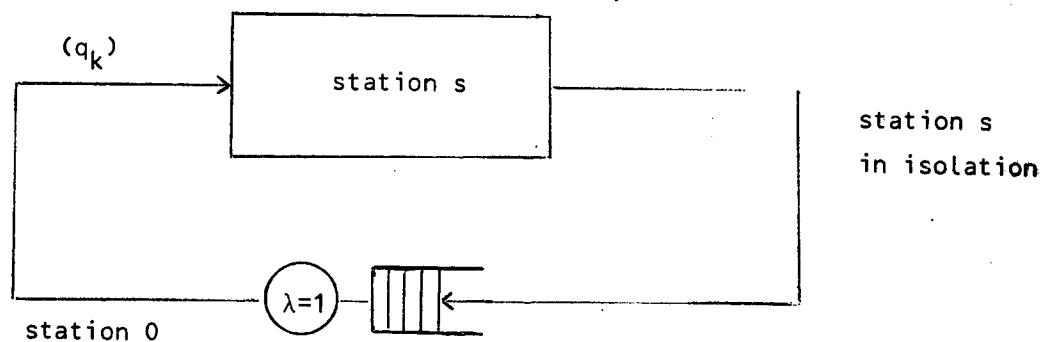 (q_k)
station s
station s
in isolation
λ=1
station 0